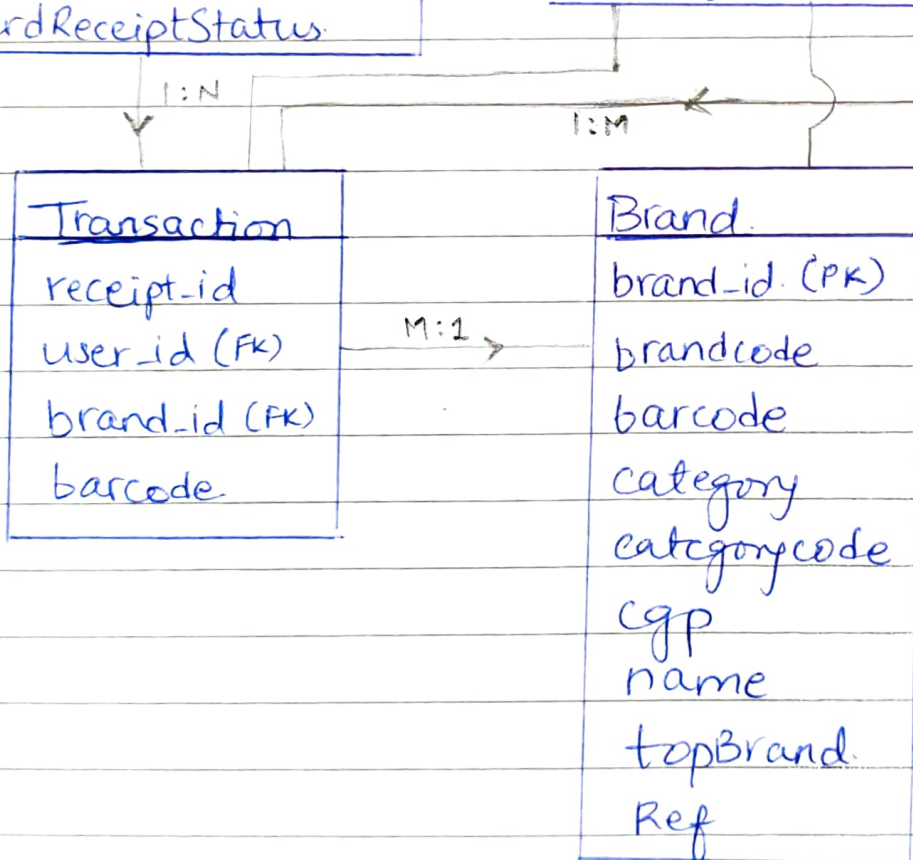 rdReceiptStatus.
1:N
1:M
Transaction
receipt_id
user_id (FK)
brand_id (FK)
barcode
M:1
Brand.
brand_id. (PK)
brandcode
barcode
category
categorycode
cgp
name
topBrand.
Ref